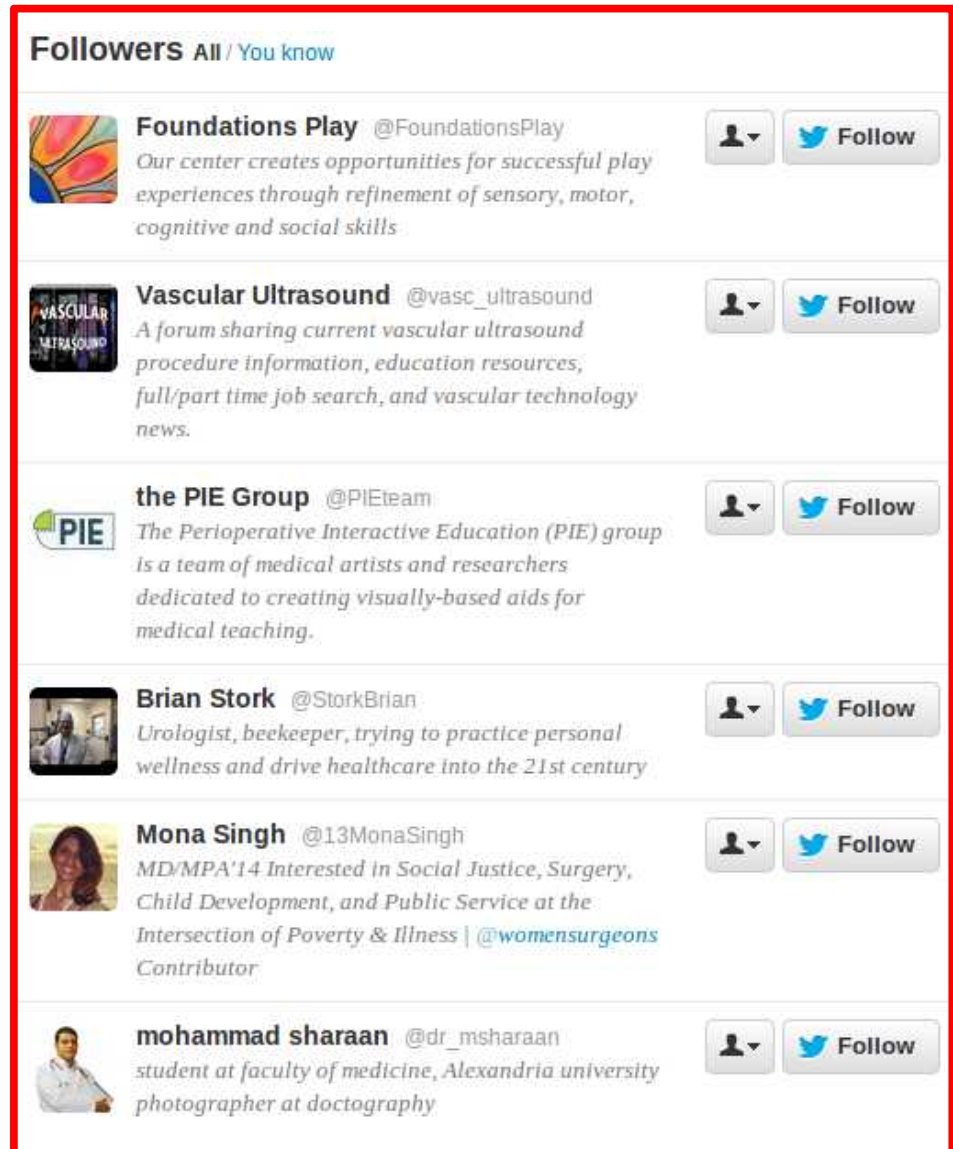 Followers All / You know
Foundations Play @FoundationsPlay
Follow
Our center creates opportunities for successful play
experiences through refinement of sensory, motor,
cognitive and social skills
VASCULAR
ULTRASOUND
Vascular Ultrasound @vasc_ultrasound
Follow
A forum sharing current vascular ultrasound
procedure information, education resources,
full/part time job search, and vascular technology
news.
PIE
the PIE Group @PIEteam
Follow
The Perioperative Interactive Education (PIE) group
is a team of medical artists and researchers
dedicated to creating visually-based aids for
medical teaching.
Brian Stork @StorkBrian
Follow
Urologist, beekeeper, trying to practice personal
wellness and drive healthcare into the 21st century
Mona Singh @13MonaSingh
Follow
MD/MPA'14 Interested in Social Justice, Surgery,
Child Development, and Public Service at the
Intersection of Poverty & Illness | @womensurgeons
Contributor
mohammad sharaan @dr_msharaan
Follow
student at faculty of medicine, Alexandria university
photographer at doctography